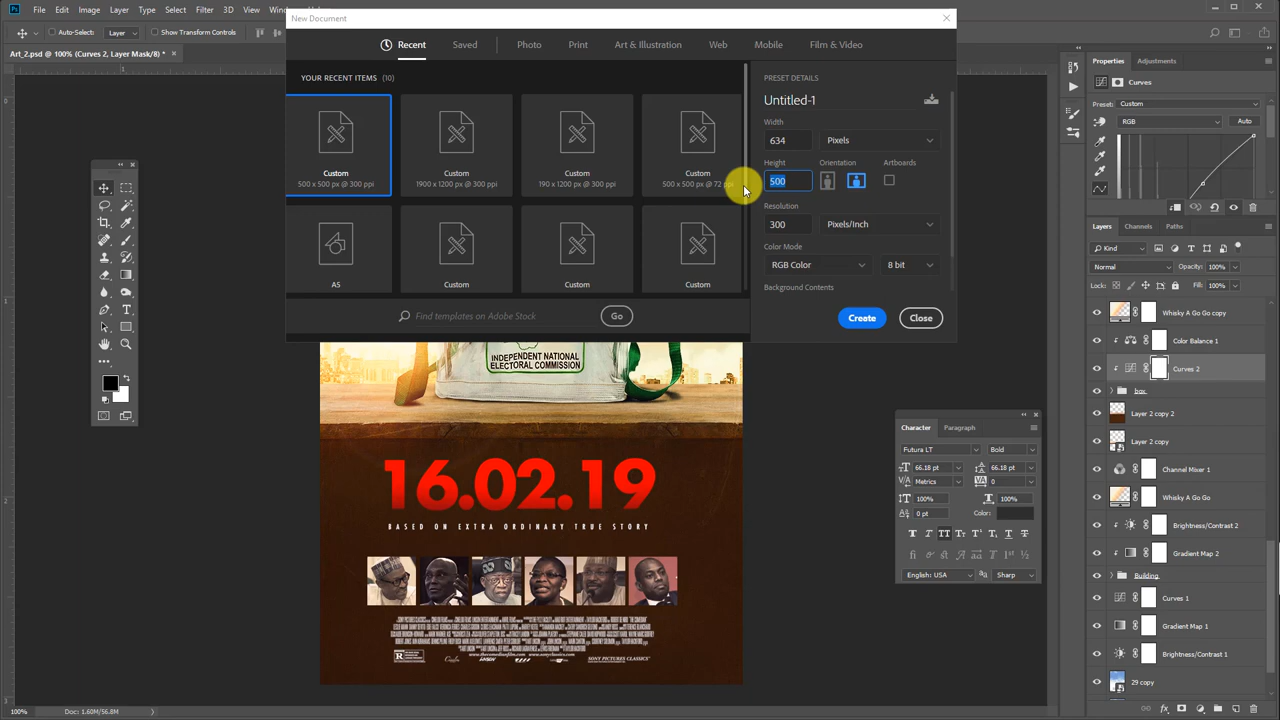 Ps File Edit Image Layer Type Select Filter 3D View Window
New Document
Auto-Select: Layer Show Transform Controls
Recent Saved Photo Print Art & Illustration Web Mobile Film & Video
Art_2.psd @ 100% (Curves 2, Layer Mask/8) *
YOUR RECENT ITEMS (10)
Custom
500 x 500 px @ 300 ppi
Custom
1900 x 1200 px @ 300 ppi
Custom
190 x 1200 px @ 300 ppi
Custom
500 x 500 px @ 72 ppi
A5
Custom
Custom
Custom
Find templates on Adobe Stock
Go
PRESET DETAILS
Untitled-1
Width
634 Pixels
Height Orientation Artboards
500
Resolution
300 Pixels/Inch
Color Mode
RGB Color 8 bit
Background Contents
Create Close
INDEPENDENT NATIONAL
ELECTORAL COMMISSION
16.02.19
BASED ON EXTRA ORDINARY TRUE STORY
SONY PICTURES CLASSICS
Character Paragraph
Futura LT Bold
66.18 pt 66.18 pt
Metrics 0
100% 100%
0 pt Color:
English: USA Sharp
Properties Adjustments
Curves
Preset: Custom
RGB Auto
Layers Channels Paths
Kind
Normal Opacity: 100%
Lock: Fill: 100%
Whisky A Go Go copy
Color Balance 1
Curves 2
box
Layer 2 copy 2
Layer 2 copy
Channel Mixer 1
Whisky A Go Go
Brightness/Contrast 2
Gradient Map 2
Building
Curves 1
Gradient Map 1
Brightness/Contrast 1
29 copy
100% Doc: 1.60M/56.8M